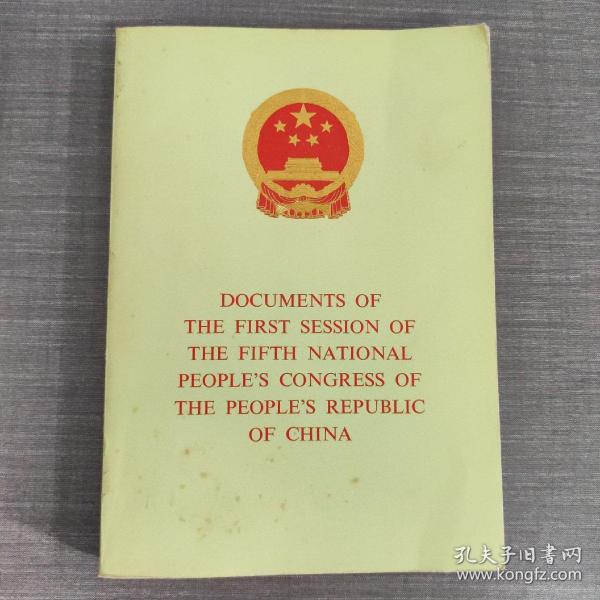 DOCUMENTS OF
THE FIRST SESSION OF
THE FIFTH NATIONAL
PEOPLE'S CONGRESS OF
THE PEOPLE'S REPUBLIC
OF CHINA
孔夫子旧书网
www.kongfz.com